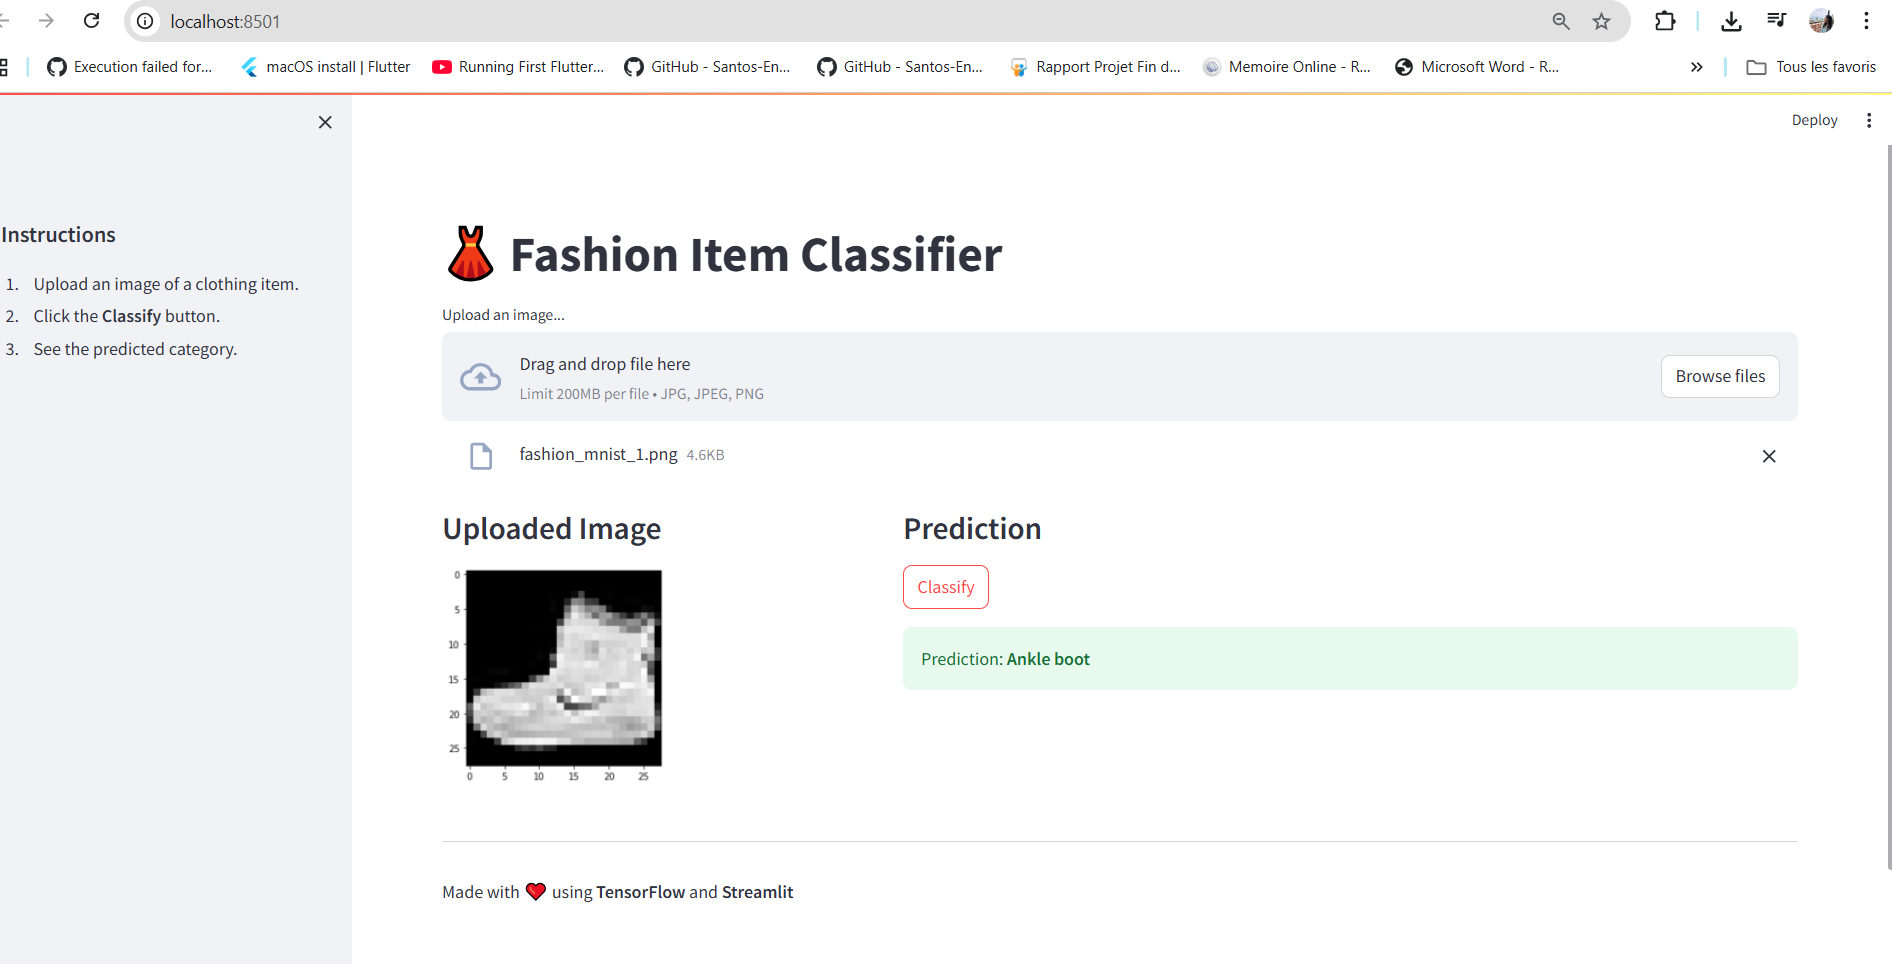 localhost:8501
Execution failed for...
macOS install | Flutter
Running First Flutter...
GitHub - Santos-En...
GitHub - Santos-En...
Rapport Projet Fin d...
Memoire Online - R...
Microsoft Word - R...
Tous les favoris
Deploy
Instructions
1. Upload an image of a clothing item.
2. Click the Classify button.
3. See the predicted category.
Fashion Item Classifier
Upload an image...
Drag and drop file here
Limit 200MB per file • JPG, JPEG, PNG
Browse files
fashion_mnist_1.png 4.6KB
Uploaded Image
0
5
10
15
20
25
0 5 10 15 20 25
Prediction
Classify
Prediction: Ankle boot
Made with ❤️ using TensorFlow and Streamlit